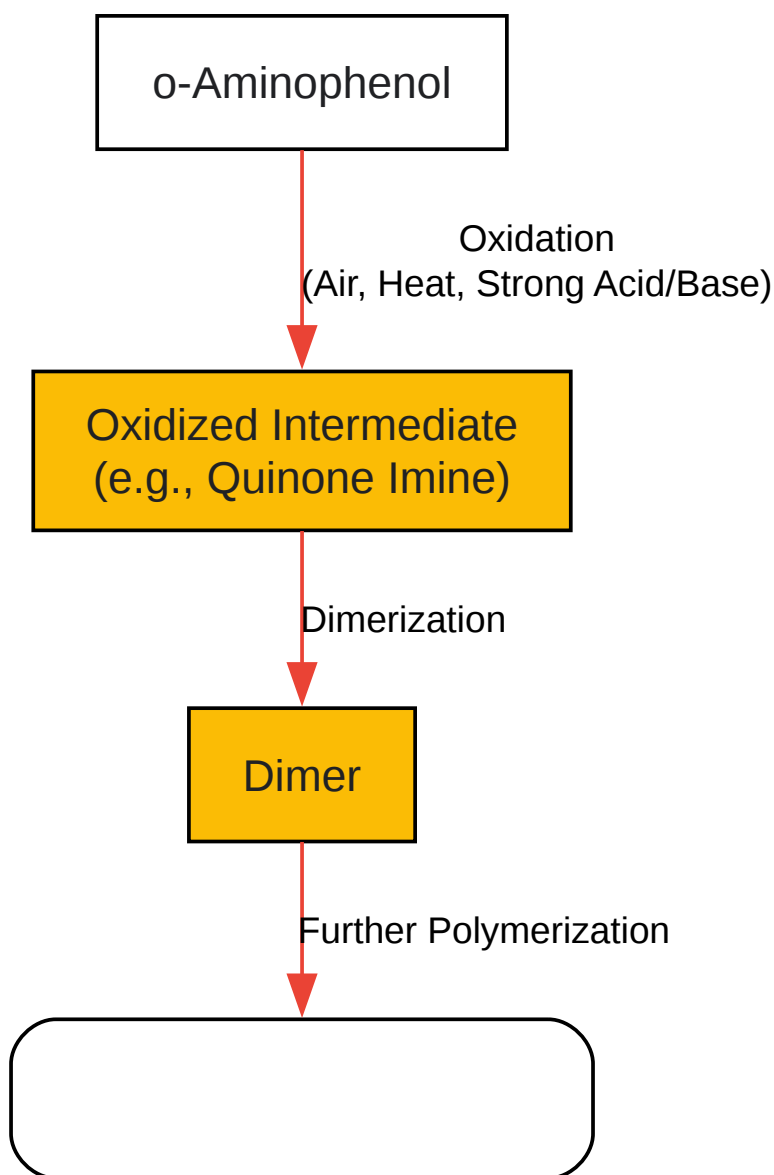 o-Aminophenol
Oxidation
(Air, Heat, Strong Acid/Base)
Oxidized Intermediate
(e.g., Quinone Imine)
Dimerization
Dimer
Further Polymerization